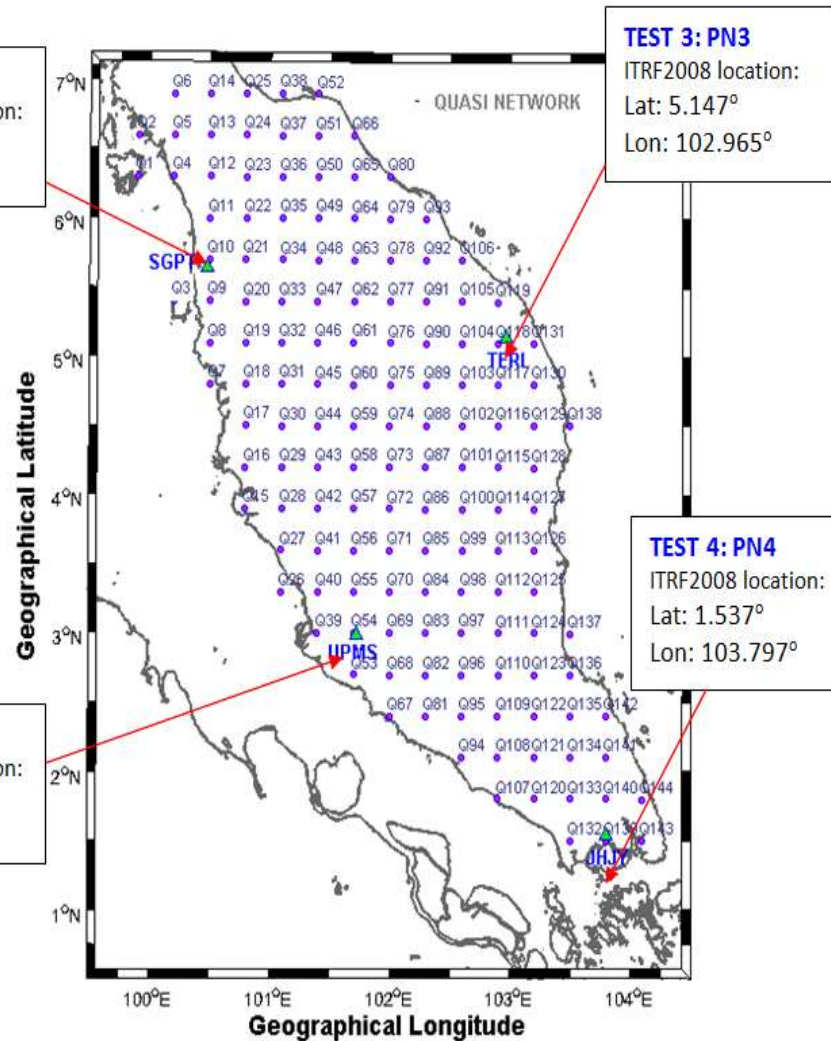 TEST 3: PN3
ITRF2008 location:
Lat: 5.147°
Lon: 102.965°
on:
7°N
Q6 Q14 Q25 Q38 Q52
QUASI NETWORK
Q2 Q5 Q13 Q24 Q37 Q51 Q66
Q1 Q4 Q12 Q23 Q36 Q50 Q65 Q80
6°N
Q11 Q22 Q35 Q49 Q64 Q79 Q93
Q10 Q21 Q34 Q48 Q63 Q78 Q92 Q106
SGPT
Q3 Q9 Q20 Q33 Q47 Q62 Q77 Q91 Q105 Q119
Q8 Q19 Q32 Q46 Q61 Q76 Q90 Q104 Q118 Q131
5°N
TERI
Q7 Q18 Q31 Q45 Q60 Q75 Q89 Q103 Q117 Q130
Q17 Q30 Q44 Q59 Q74 Q88 Q102 Q116 Q129 Q138
Q16 Q29 Q43 Q58 Q73 Q87 Q101 Q115 Q128
4°N
Q15 Q28 Q42 Q57 Q72 Q86 Q100 Q114 Q127
Q27 Q41 Q56 Q71 Q85 Q99 Q113 Q126
Q26 Q40 Q55 Q70 Q84 Q98 Q112 Q125
3°N
Q39 Q54 Q69 Q83 Q97 Q111 Q124 Q137
UPMS
Q53 Q68 Q82 Q96 Q110 Q123 Q136
Q67 Q81 Q95 Q109 Q122 Q135 Q142
2°N
Q94 Q108 Q121 Q134 Q141
Q107 Q120 Q133 Q140 Q144
Q132 Q139 Q143
JHJY
1°N
TEST 4: PN4
ITRF2008 location:
Lat: 1.537°
Lon: 103.797°
on:
Geographical Latitude
100°E 101°E 102°E 103°E 104°E
Geographical Longitude